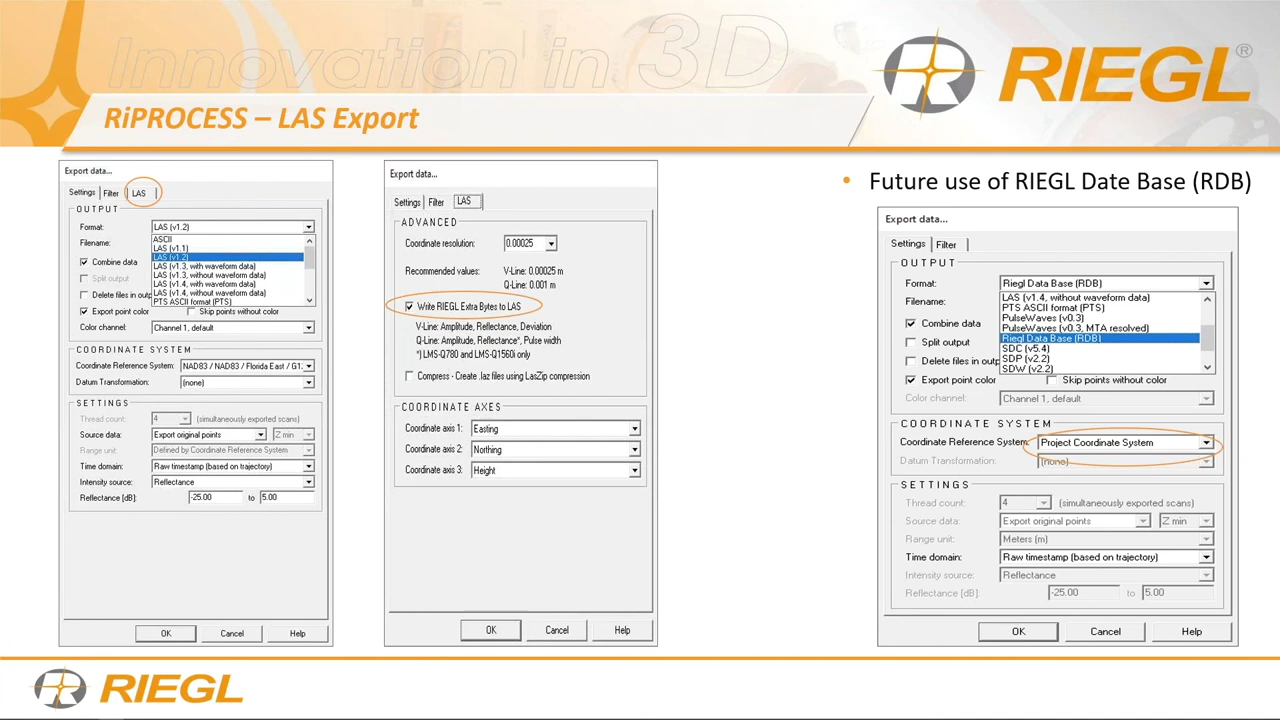 Innovation in 3D
RIEGL®
RiPROCESS – LAS Export
Export data...
Settings
Filter
LAS
OUTPUT
Format:
LAS (v1.2)
Filename:
ASCII
LAS (v1.1)
LAS (v1.2)
LAS (v1.3, with waveform data)
LAS (v1.3, without waveform data)
LAS (v1.4, with waveform data)
LAS (v1.4, without waveform data)
PTS ASCII format (PTS)
Combine data
Split output
Delete files in outp
Export point color
Skip points without color
Color channel:
Channel 1, default
COORDINATE SYSTEM
Coordinate Reference System:
NAD83 / NAD83 / Florida East / G1
Datum Transformation:
(none)
SETTINGS
Thread count:
4
(simultaneously exported scans)
Source data:
Export original points
Z min
Range unit:
Defined by Coordinate Reference System
Time domain:
Raw timestamp (based on trajectory)
Intensity source:
Reflectance
Reflectance [dB]:
-25.00
to
5.00
OK
Cancel
Help
Export data...
Settings
Filter
LAS
ADVANCED
Coordinate resolution:
0.00025
Recommended values:
V-Line: 0.00025 m
Q-Line: 0.001 m
Write RIEGL Extra Bytes to LAS
V-Line: Amplitude, Reflectance, Deviation
Q-Line: Amplitude, Reflectance*, Pulse width
*) LMS-Q780 and LMS-Q1560i only
Compress - Create .laz files using LasZip compression
COORDINATE AXES
Coordinate axis 1:
Easting
Coordinate axis 2:
Northing
Coordinate axis 3:
Height
OK
Cancel
Help
• Future use of RIEGL Date Base (RDB)
Export data...
Settings
Filter
OUTPUT
Format:
Riegl Data Base (RDB)
Filename:
LAS (v1.4, without waveform data)
PTS ASCII format (PTS)
PulseWaves (v0.3)
PulseWaves (v0.3, MTA resolved)
Riegl Data Base (RDB)
SDC (v5.4)
SDP (v2.2)
SDW (v2.2)
Combine data
Split output
Delete files in outp
Export point color
Skip points without color
Color channel:
Channel 1, default
COORDINATE SYSTEM
Coordinate Reference System:
Project Coordinate System
Datum Transformation:
(none)
SETTINGS
Thread count:
4
(simultaneously exported scans)
Source data:
Export original points
Z min
Range unit:
Meters (m)
Time domain:
Raw timestamp (based on trajectory)
Intensity source:
Reflectance
Reflectance [dB]:
-25.00
to
5.00
OK
Cancel
Help
RIEGL